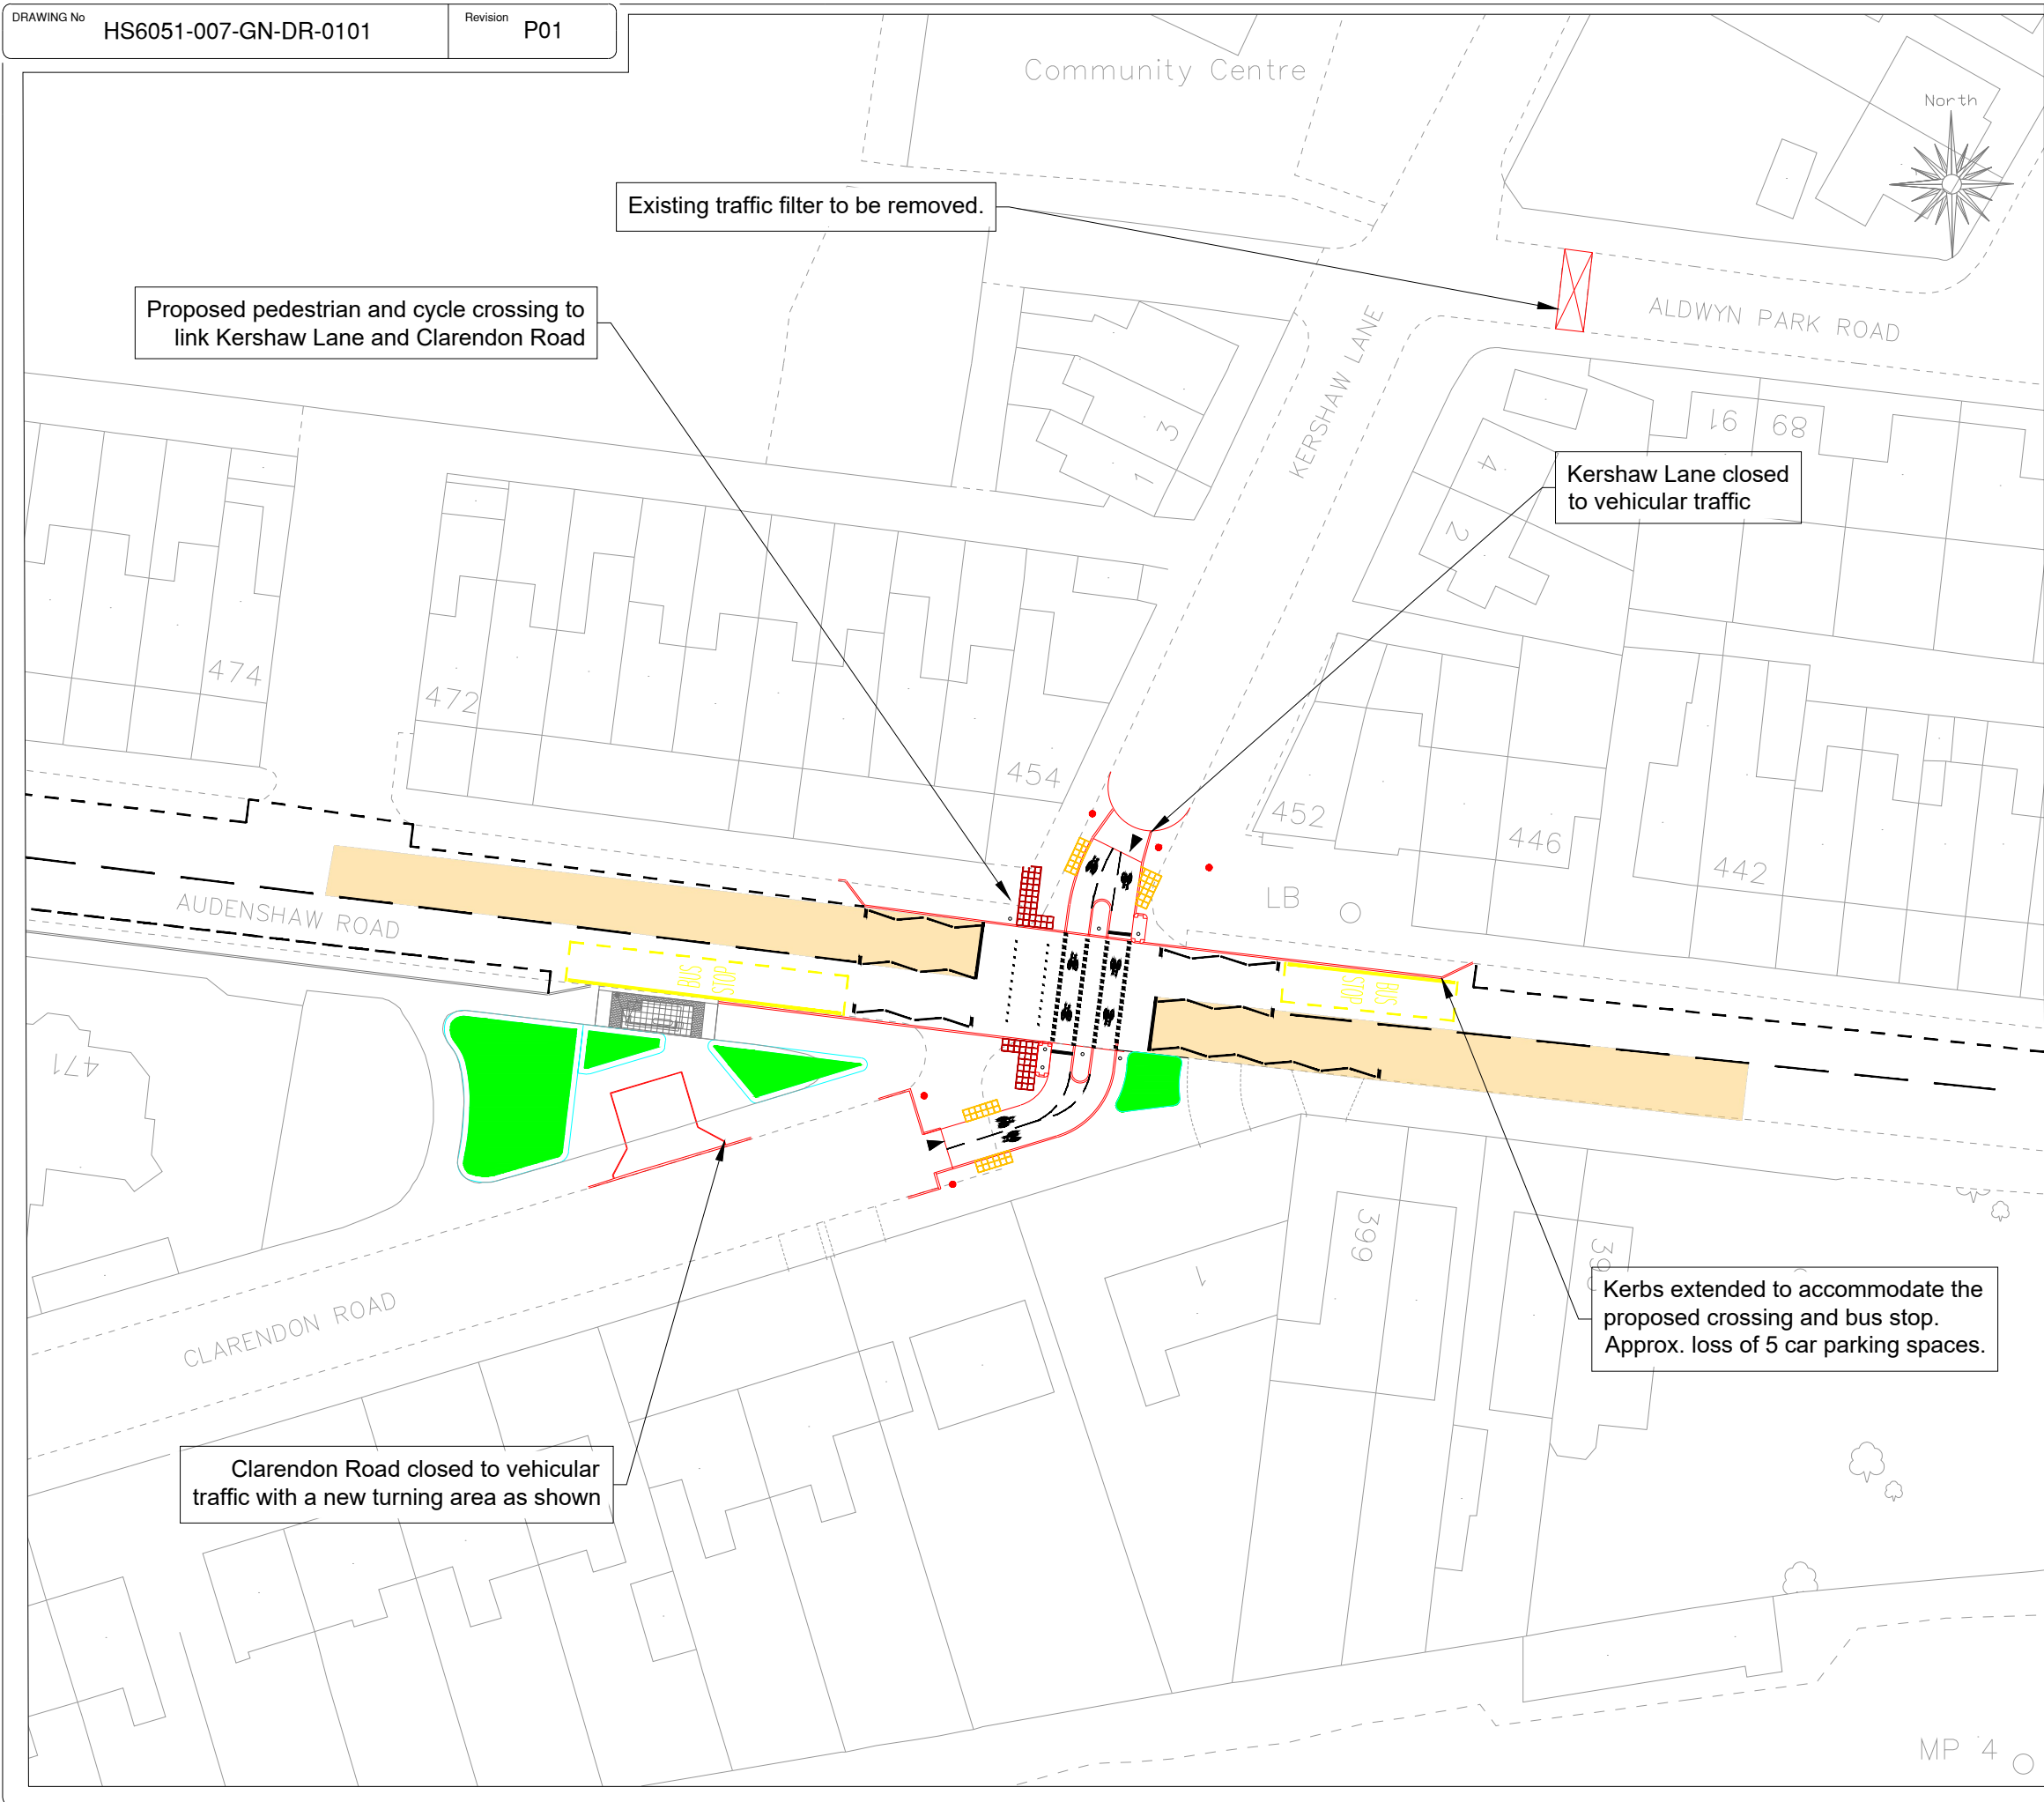 DRAWING No
HS6051-007-GN-DR-0101
Revision
P01
Community Centre
North
Existing traffic filter to be removed.
Proposed pedestrian and cycle crossing to
link Kershaw Lane and Clarendon Road
ALDWYN PARK ROAD
KERSHAW LANE
91
89
3
1
4
2
Kershaw Lane closed
to vehicular traffic
474
472
454
452
446
442
LB
AUDENSHAW ROAD
BUS
STOP
BUS
STOP
471
399
1
Kerbs extended to accommodate the
proposed crossing and bus stop.
Approx. loss of 5 car parking spaces.
CLARENDON ROAD
Clarendon Road closed to vehicular
traffic with a new turning area as shown
MP 4